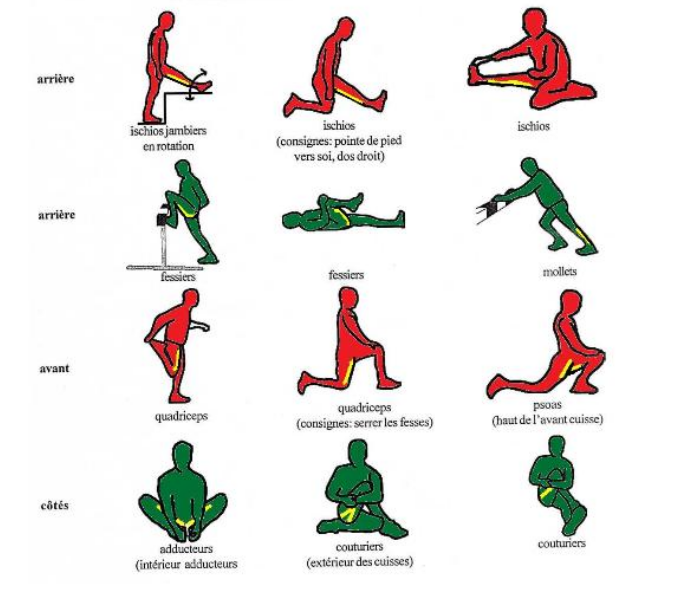 arrière
ischios jambiers
en rotation
ischios
(consignes: pointe de pied
vers soi, dos droit)
ischios
arrière
fessiers
fessiers
mollets
avant
quadriceps
quadriceps
(consignes: serrer les fesses)
psoas
(haut de l'avant cuisse)
côtés
adducteurs
(intérieur adducteurs
couturiers
(extérieur des cuisses)
couturiers